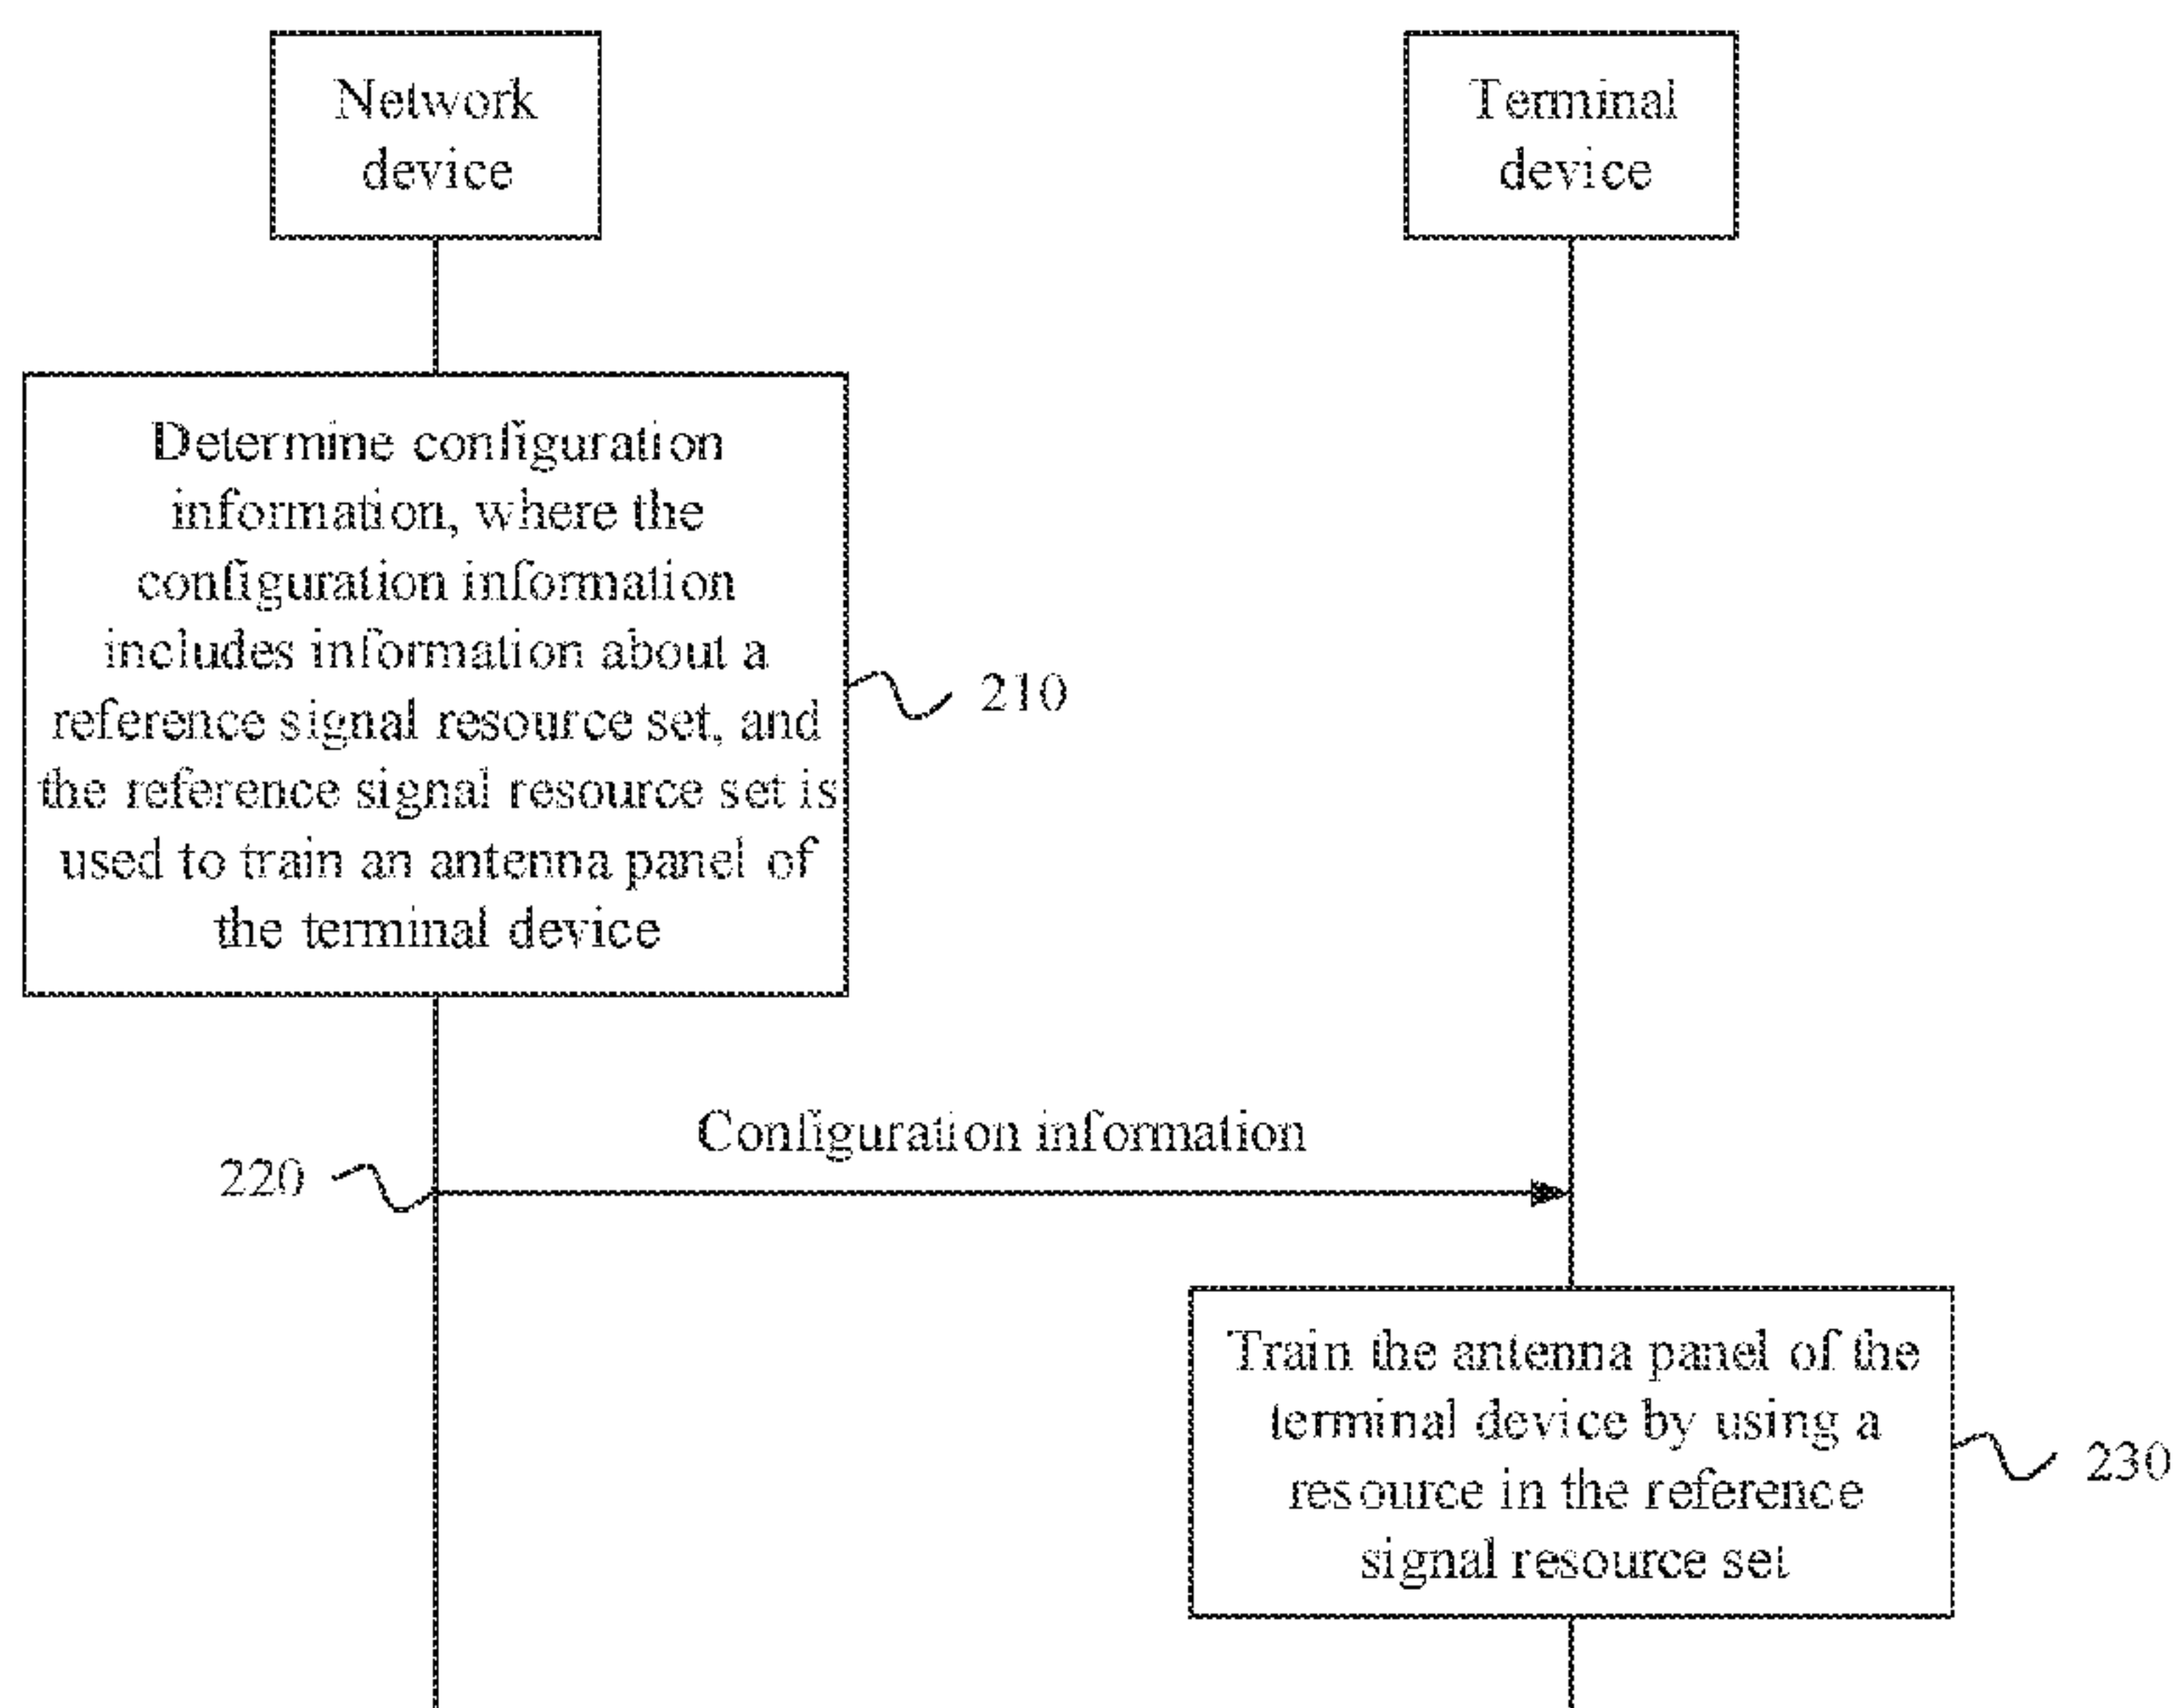 Network
device
Terminal
device
Determine configuration
information, where the
configuration information
includes information about a
reference signal resource set, and
the reference signal resource set is
used to train an antenna panel of
the terminal device
210
Configuration information
220
Train the antenna panel of the
terminal device by using a
resource in the reference
signal resource set
230